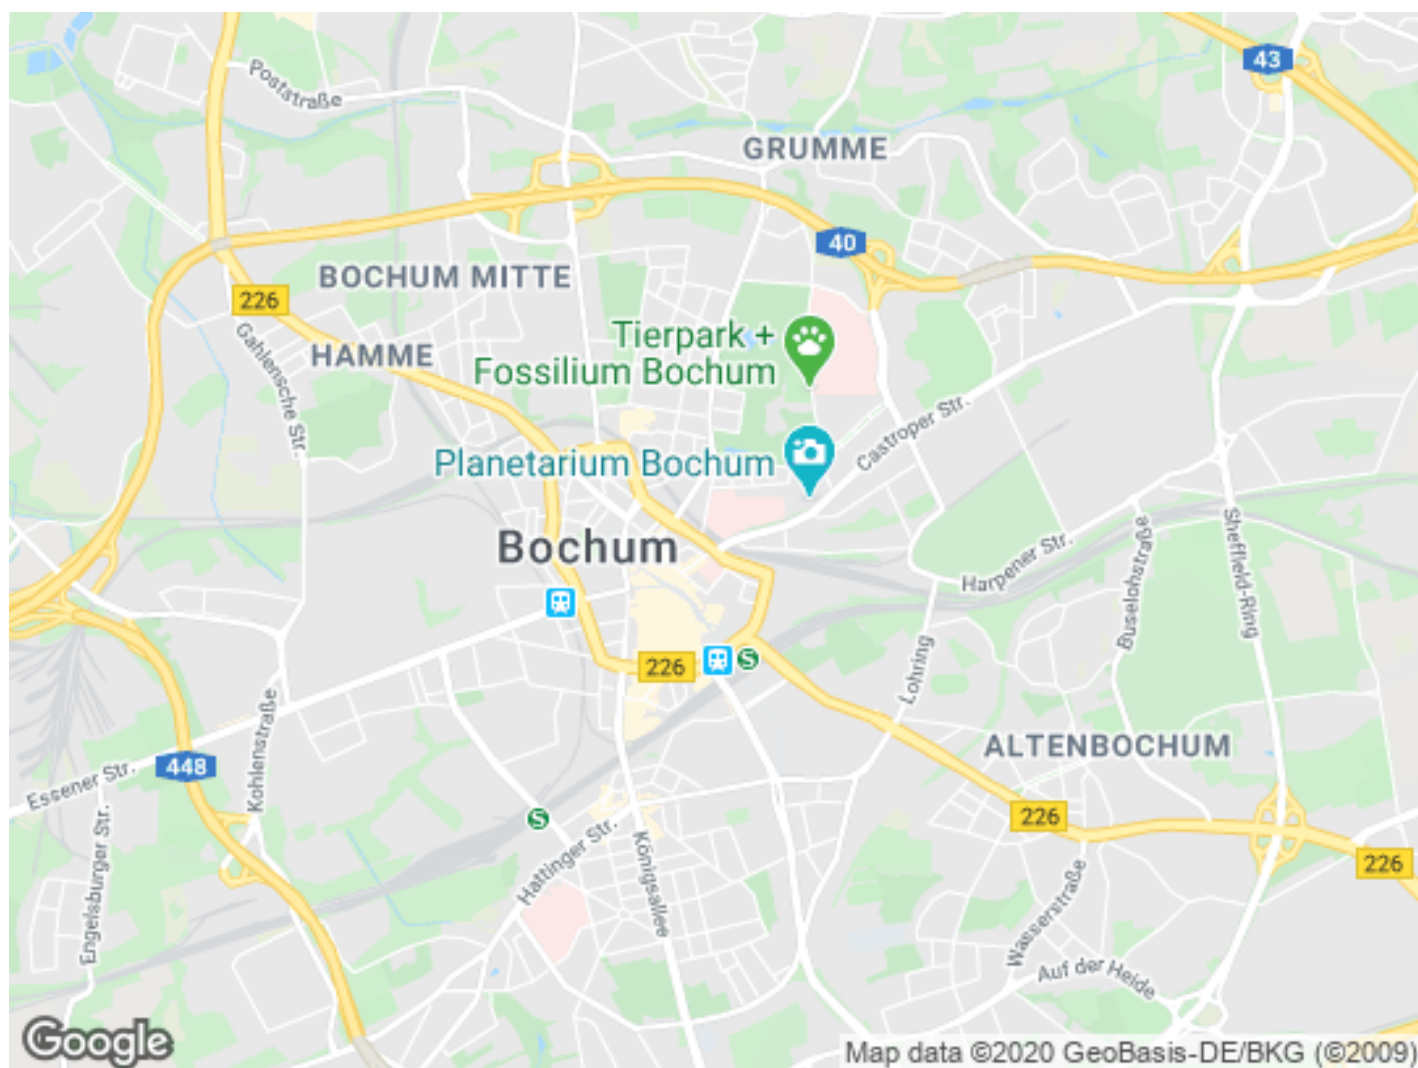 43
Poststraße
GRUMME
40
BOCHUM MITTE
226
Gahlensche Str.
HAMME
Tierpark +
Fossilium Bochum
Castroper Str.
Planetarium Bochum
Bochum
Harpener Str.
Buselohstraße
Sheffield-Ring
S
226
Lohring
ALTENBOCHUM
448
Kohlenstraße
Essener Str.
S
226
226
Hattinger Str.
Königsallee
Engelsburger Str.
Wasserstraße
Auf der Heide
Google
Map data ©2020 GeoBasis-DE/BKG (©2009)